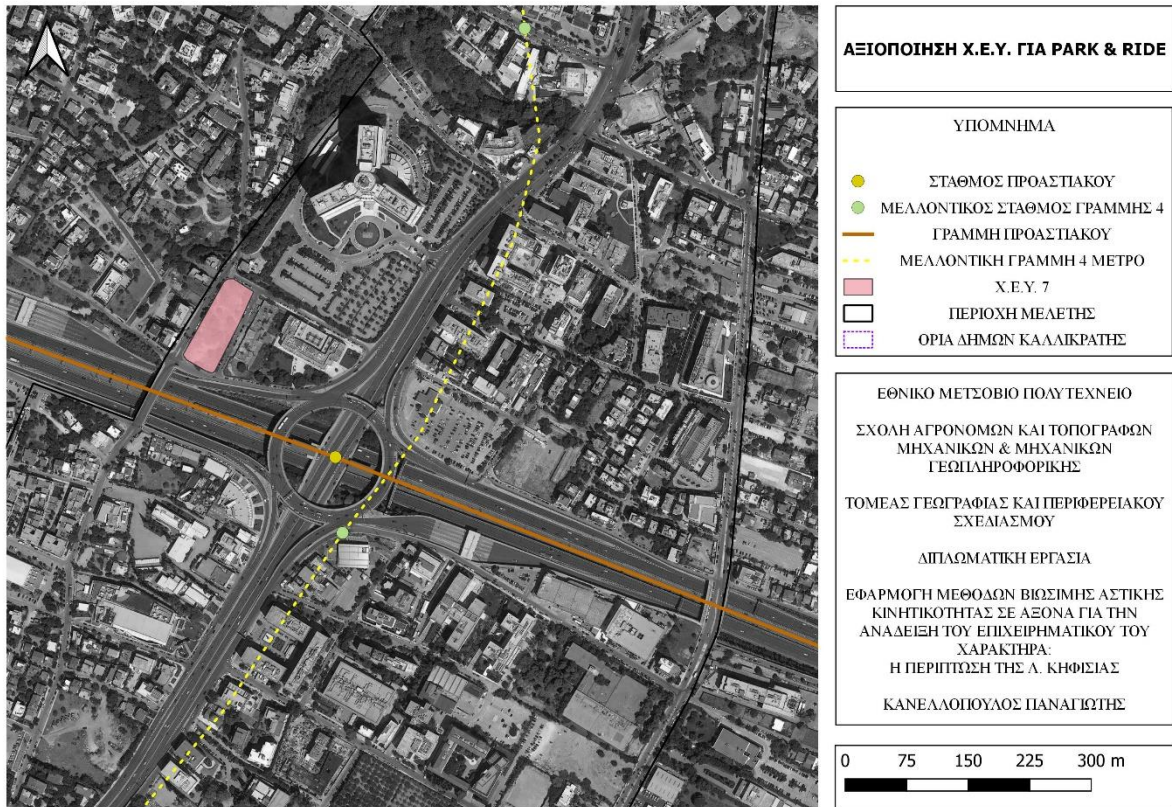 ΑΞΙΟΠΟΙΗΣΗ Χ.Ε.Υ. ΓΙΑ PARK & RIDE
ΥΠΟΜΝΗΜΑ
ΣΤΑΘΜΟΣ ΠΡΟΑΣΤΙΑΚΟΥ
ΜΕΛΛΟΝΤΙΚΟΣ ΣΤΑΘΜΟΣ ΓΡΑΜΜΗΣ 4
ΓΡΑΜΜΗ ΠΡΟΑΣΤΙΑΚΟΥ
ΜΕΛΛΟΝΤΙΚΗ ΓΡΑΜΜΗ 4 ΜΕΤΡΟ
Χ.Ε.Υ. 7
ΠΕΡΙΟΧΗ ΜΕΛΕΤΗΣ
ΟΡΙΑ ΔΗΜΩΝ ΚΑΛΛΙΚΡΑΤΗΣ
ΕΘΝΙΚΟ ΜΕΤΣΟΒΙΟ ΠΟΛΥΤΕΧΝΕΙΟ
ΣΧΟΛΗ ΑΓΡΟΝΟΜΩΝ ΚΑΙ ΤΟΠΟΓΡΑΦΩΝ
ΜΗΧΑΝΙΚΩΝ & ΜΗΧΑΝΙΚΩΝ
ΓΕΩΠΛΗΡΟΦΟΡΙΚΗΣ
ΤΟΜΕΑΣ ΓΕΩΓΡΑΦΙΑΣ ΚΑΙ ΠΕΡΙΦΕΡΕΙΑΚΟΥ
ΣΧΕΔΙΑΣΜΟΥ
ΔΙΠΛΩΜΑΤΙΚΗ ΕΡΓΑΣΙΑ
ΕΦΑΡΜΟΓΗ ΜΕΘΟΔΩΝ ΒΙΩΣΙΜΗΣ ΑΣΤΙΚΗΣ
ΚΙΝΗΤΙΚΟΤΗΤΑΣ ΣΕ ΑΞΟΝΑ ΓΙΑ ΤΗΝ
ΑΝΑΔΕΙΞΗ ΤΟΥ ΕΠΙΧΕΙΡΗΜΑΤΙΚΟΥ ΤΟΥ
ΧΑΡΑΚΤΗΡΑ:
Η ΠΕΡΙΠΤΩΣΗ ΤΗΣ Λ. ΚΗΦΙΣΙΑΣ
ΚΑΝΕΛΛΟΠΟΥΛΟΣ ΠΑΝΑΓΙΩΤΗΣ
0 75 150 225 300 m